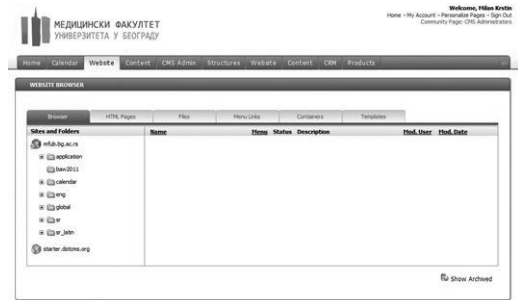 Welcome, Milan Krstin
Home - My Account - Personalize Pages - Sign Out
Community Page: CMS Administrators
МЕДИЦИНСКИ ФАКУЛТЕТ
УНИВЕРЗИТЕТА У БЕОГРАДУ
Home Calendar Website Content CMS Admin Structures Website Content CRM Products
WEBSITE BROWSER
Browser HTML Pages Files Menu Links Containers Templates
Sites and Folders Name Menu Status Description Mod. User Mod. Date
mfub.bg.ac.rs
application
baw2011
calendar
eng
global
sr
sr_latn
starter.dotcms.org
Show Archived